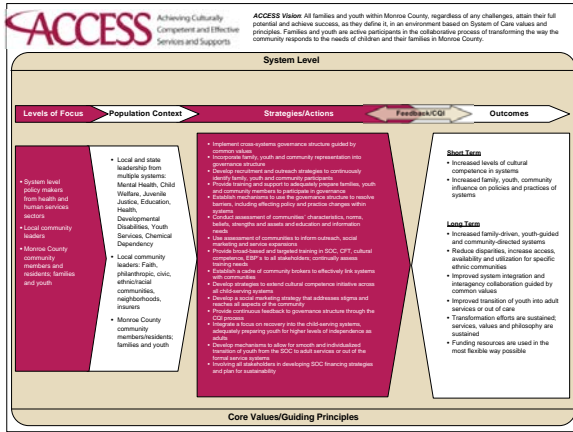 ACCESS
Achieving Culturally
Competent and Effective
Services and Supports
ACCESS Vision: All families and youth within Monroe County, regardless of any challenges, attain their full
potential and achieve success, as they define it, in an environment based on System of Care values and
principles. Families and youth are active participants in the collaborative process of transforming the way the
community responds to the needs of children and their families in Monroe County.
System Level
Levels of Focus
Population Context
Strategies/Actions
Feedback/CQI
Outcomes
• System level
policy makers
from health and
human services
sectors
• Local community
leaders
• Monroe County
community
members and
residents; families
and youth
• Local and state
leadership from
multiple systems:
Mental Health, Child
Welfare, Juvenile
Justice, Education,
Health,
Developmental
Disabilities, Youth
Services, Chemical
Dependency
• Local community
leaders: Faith,
philanthropic, civic,
ethnic/racial
communities,
neighborhoods,
insurers
• Monroe County
community
members/residents;
families and youth
• Implement cross-systems governance structure guided by
common values
• Incorporate family, youth and community representation into
governance structure
• Develop recruitment and outreach strategies to continuously
identify family, youth and community participants
• Provide training and support to adequately prepare families, youth
and community members to participate in governance
• Establish mechanisms to use the governance structure to resolve
barriers, including effecting policy and practice changes within
systems
• Conduct assessment of communities' characteristics, norms,
beliefs, strengths and assets and education and information
needs
• Use assessment of communities to inform outreach, social
marketing and service expansions
• Provide broad-based and targeted training in SOC, CFT, cultural
competence, EBP's to all stakeholders; continually assess
training needs
• Establish a cadre of community brokers to effectively link systems
with communities
• Develop strategies to extend cultural competence initiative across
all child-serving systems
• Develop a social marketing strategy that addresses stigma and
reaches all aspects of the community
• Provide continuous feedback to governance structure through the
CQI process
• Integrate a focus on recovery into the child-serving systems,
adequately preparing youth for higher levels of independence as
adults
• Develop mechanisms to allow for smooth and individualized
transition of youth from the SOC to adult services or out of the
formal service systems
• Involving all stakeholders in developing SOC financing strategies
and plan for sustainability
Short Term
• Increased levels of cultural
competence in systems
• Increased family, youth, community
influence on policies and practices of
systems
Long Term
• Increased family-driven, youth-guided
and community-directed systems
• Reduce disparities, increase access,
availability and utilization for specific
ethnic communities
• Improved system integration and
interagency collaboration guided by
common values
• Improved transition of youth into adult
services or out of care
• Transformation efforts are sustained;
services, values and philosophy are
sustained
• Funding resources are used in the
most flexible way possible
Core Values/Guiding Principles